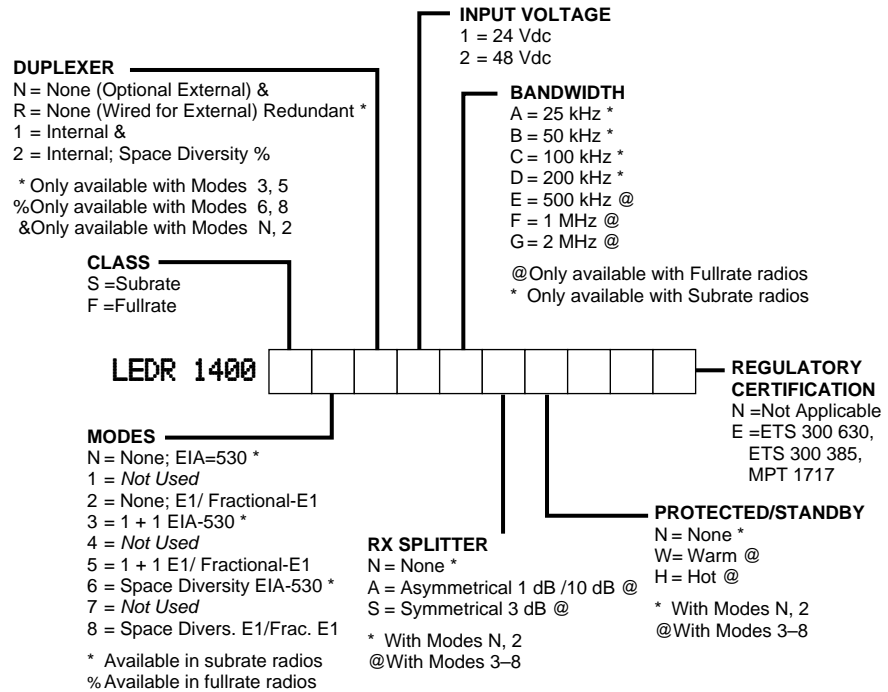 INPUT VOLTAGE
1 = 24 Vdc
2 = 48 Vdc
DUPLEXER
N = None (Optional External) &
R = None (Wired for External) Redundant *
1 = Internal &
2 = Internal; Space Diversity %
* Only available with Modes 3, 5
%Only available with Modes 6, 8
&Only available with Modes N, 2
BANDWIDTH
A = 25 kHz *
B = 50 kHz *
C = 100 kHz *
D = 200 kHz *
E = 500 kHz @
F = 1 MHz @
G = 2 MHz @
@Only available with Fullrate radios
* Only available with Subrate radios
CLASS
S =Subrate
F =Fullrate
LEDR 1400
REGULATORY
CERTIFICATION
N =Not Applicable
E =ETS 300 630,
ETS 300 385,
MPT 1717
MODES
N = None; EIA=530 *
1 = Not Used
2 = None; E1/ Fractional-E1
3 = 1 + 1 EIA-530 *
4 = Not Used
5 = 1 + 1 E1/ Fractional-E1
6 = Space Diversity EIA-530 *
7 = Not Used
8 = Space Divers. E1/Frac. E1
* Available in subrate radios
% Available in fullrate radios
RX SPLITTER
N = None *
A = Asymmetrical 1 dB /10 dB @
S = Symmetrical 3 dB @
* With Modes N, 2
@With Modes 3–8
PROTECTED/STANDBY
N = None *
W= Warm @
H = Hot @
* With Modes N, 2
@With Modes 3–8